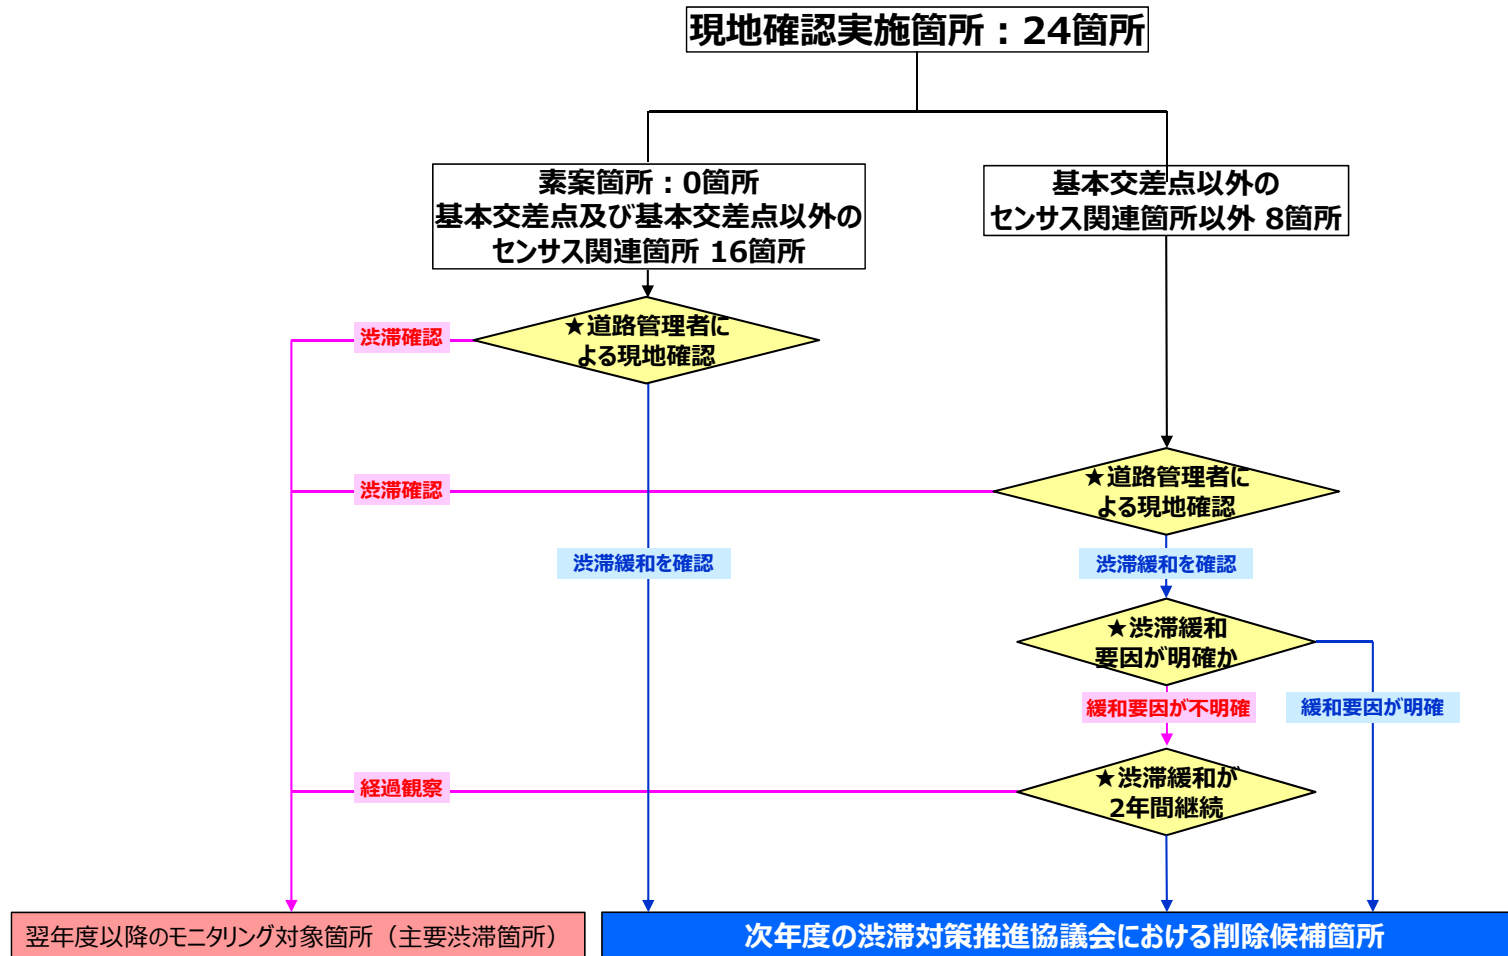 現地確認実施箇所：24箇所
素案箇所：0箇所
基本交差点及び基本交差点以外の
センサス関連箇所 16箇所
基本交差点以外の
センサス関連箇所以外 8箇所
★道路管理者に
よる現地確認
渋滞確認
★道路管理者に
よる現地確認
渋滞確認
渋滞緩和を確認
渋滞緩和を確認
★渋滞緩和
要因が明確か
緩和要因が不明確
緩和要因が明確
★渋滞緩和が
2年間継続
経過観察
翌年度以降のモニタリング対象箇所（主要渋滞箇所）
次年度の渋滞対策推進協議会における削除候補箇所